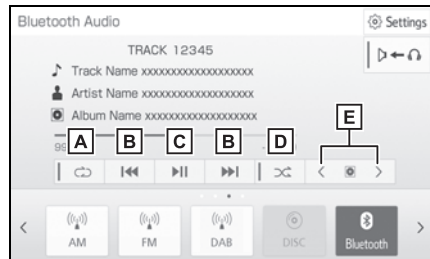 Bluetooth Audio
Settings
TRACK 12345
Track Name xxxxxxxxxxxxxxxxxxxx
Artist Name xxxxxxxxxxxxxxxxxxxx
Album Name xxxxxxxxxxxxxxxxxxxx
E
A B C B D
AM FM DAB DISC Bluetooth